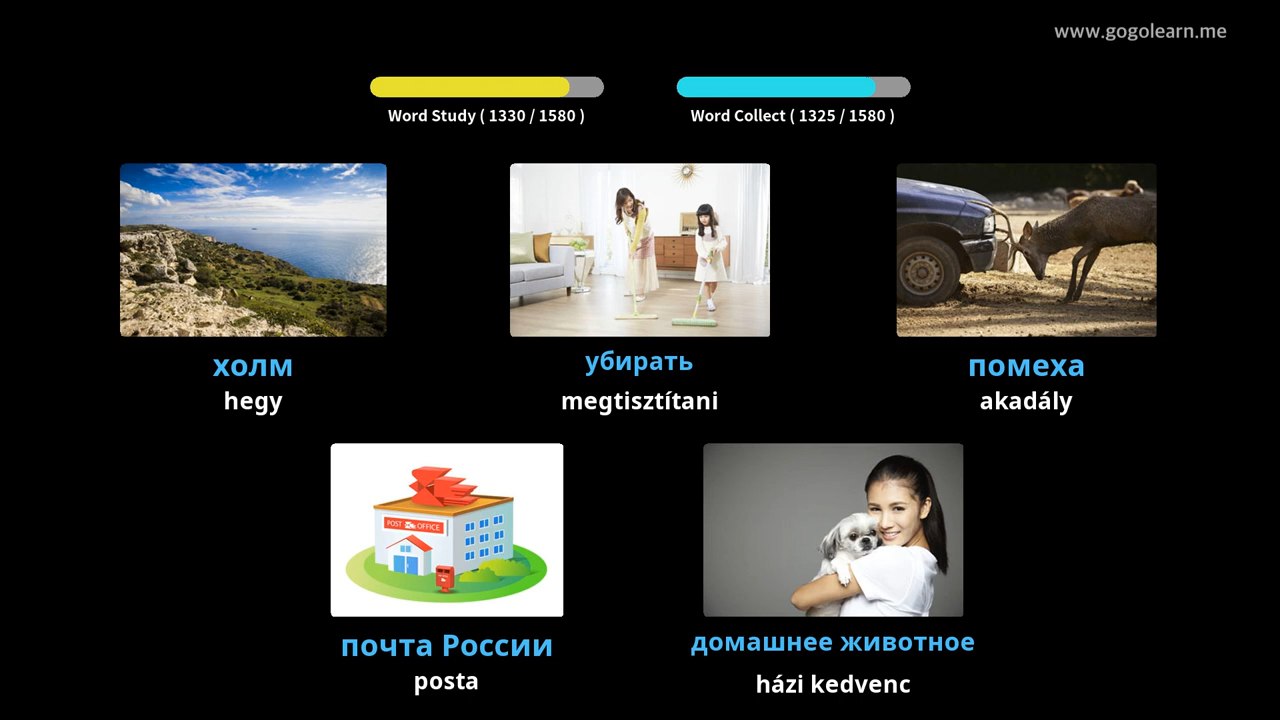 www.gogolearn.me
Word Study ( 1330 / 1580 )
Word Collect ( 1325 / 1580 )
холм
hegy
убирать
megtisztítani
помеха
akadály
POST OFFICE
почта России
posta
домашнее животное
házi kedvenc